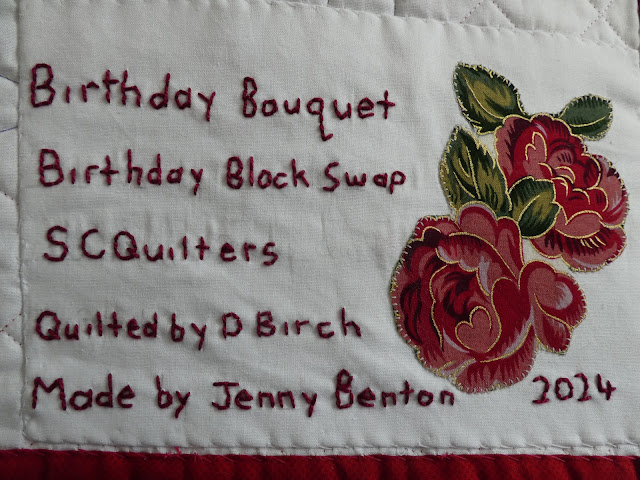 Birthday Bouquet
Birthday Block Swap
SCQuilters
Quilted by D Birch
Made by Jenny Benton 2024